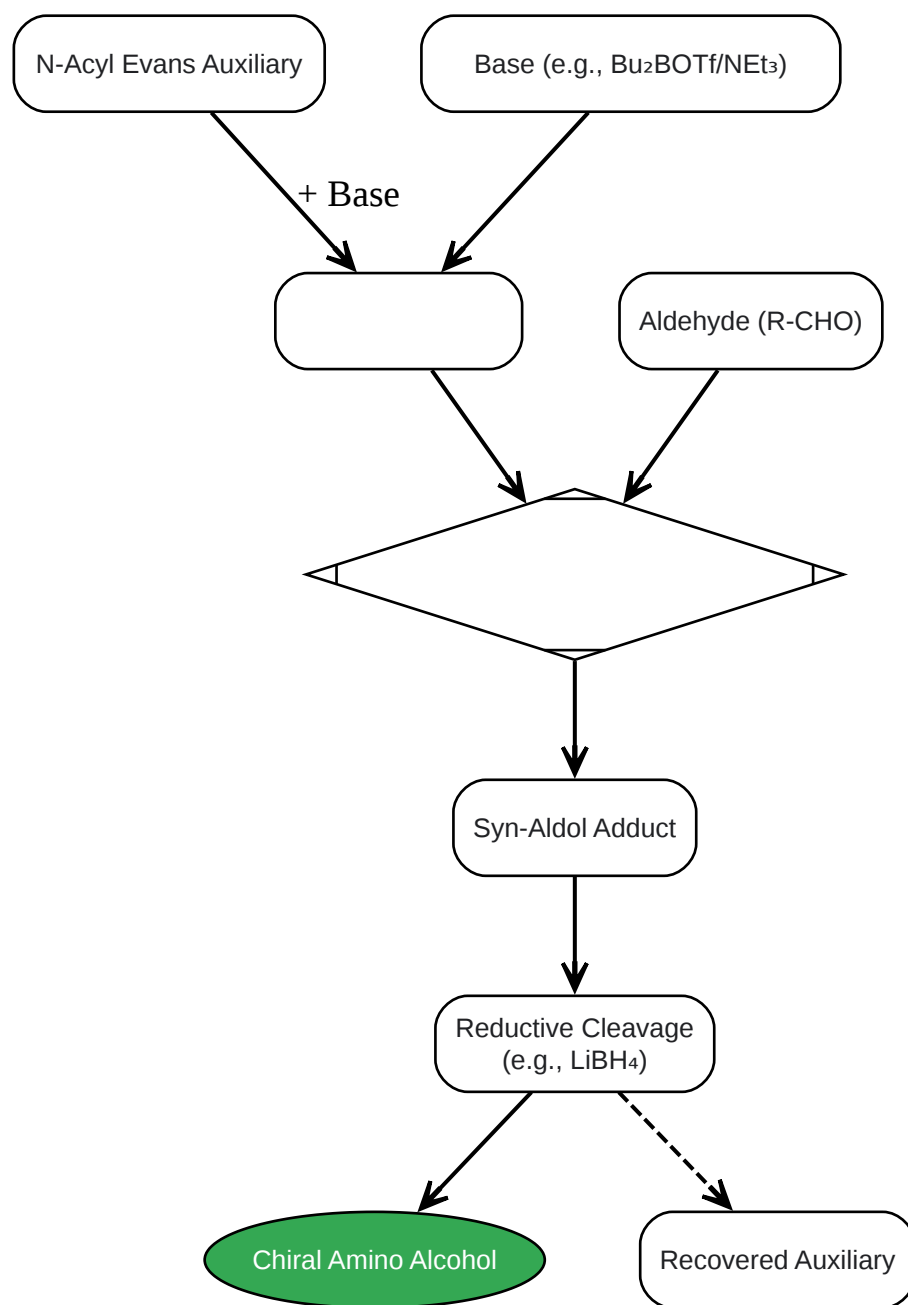 N-Acyl Evans Auxiliary
Base (e.g., Bu₂BOTf/NEt₃)
+ Base
Aldehyde (R-CHO)
Syn-Aldol Adduct
Reductive Cleavage
(e.g., LiBH₄)
Chiral Amino Alcohol
Recovered Auxiliary